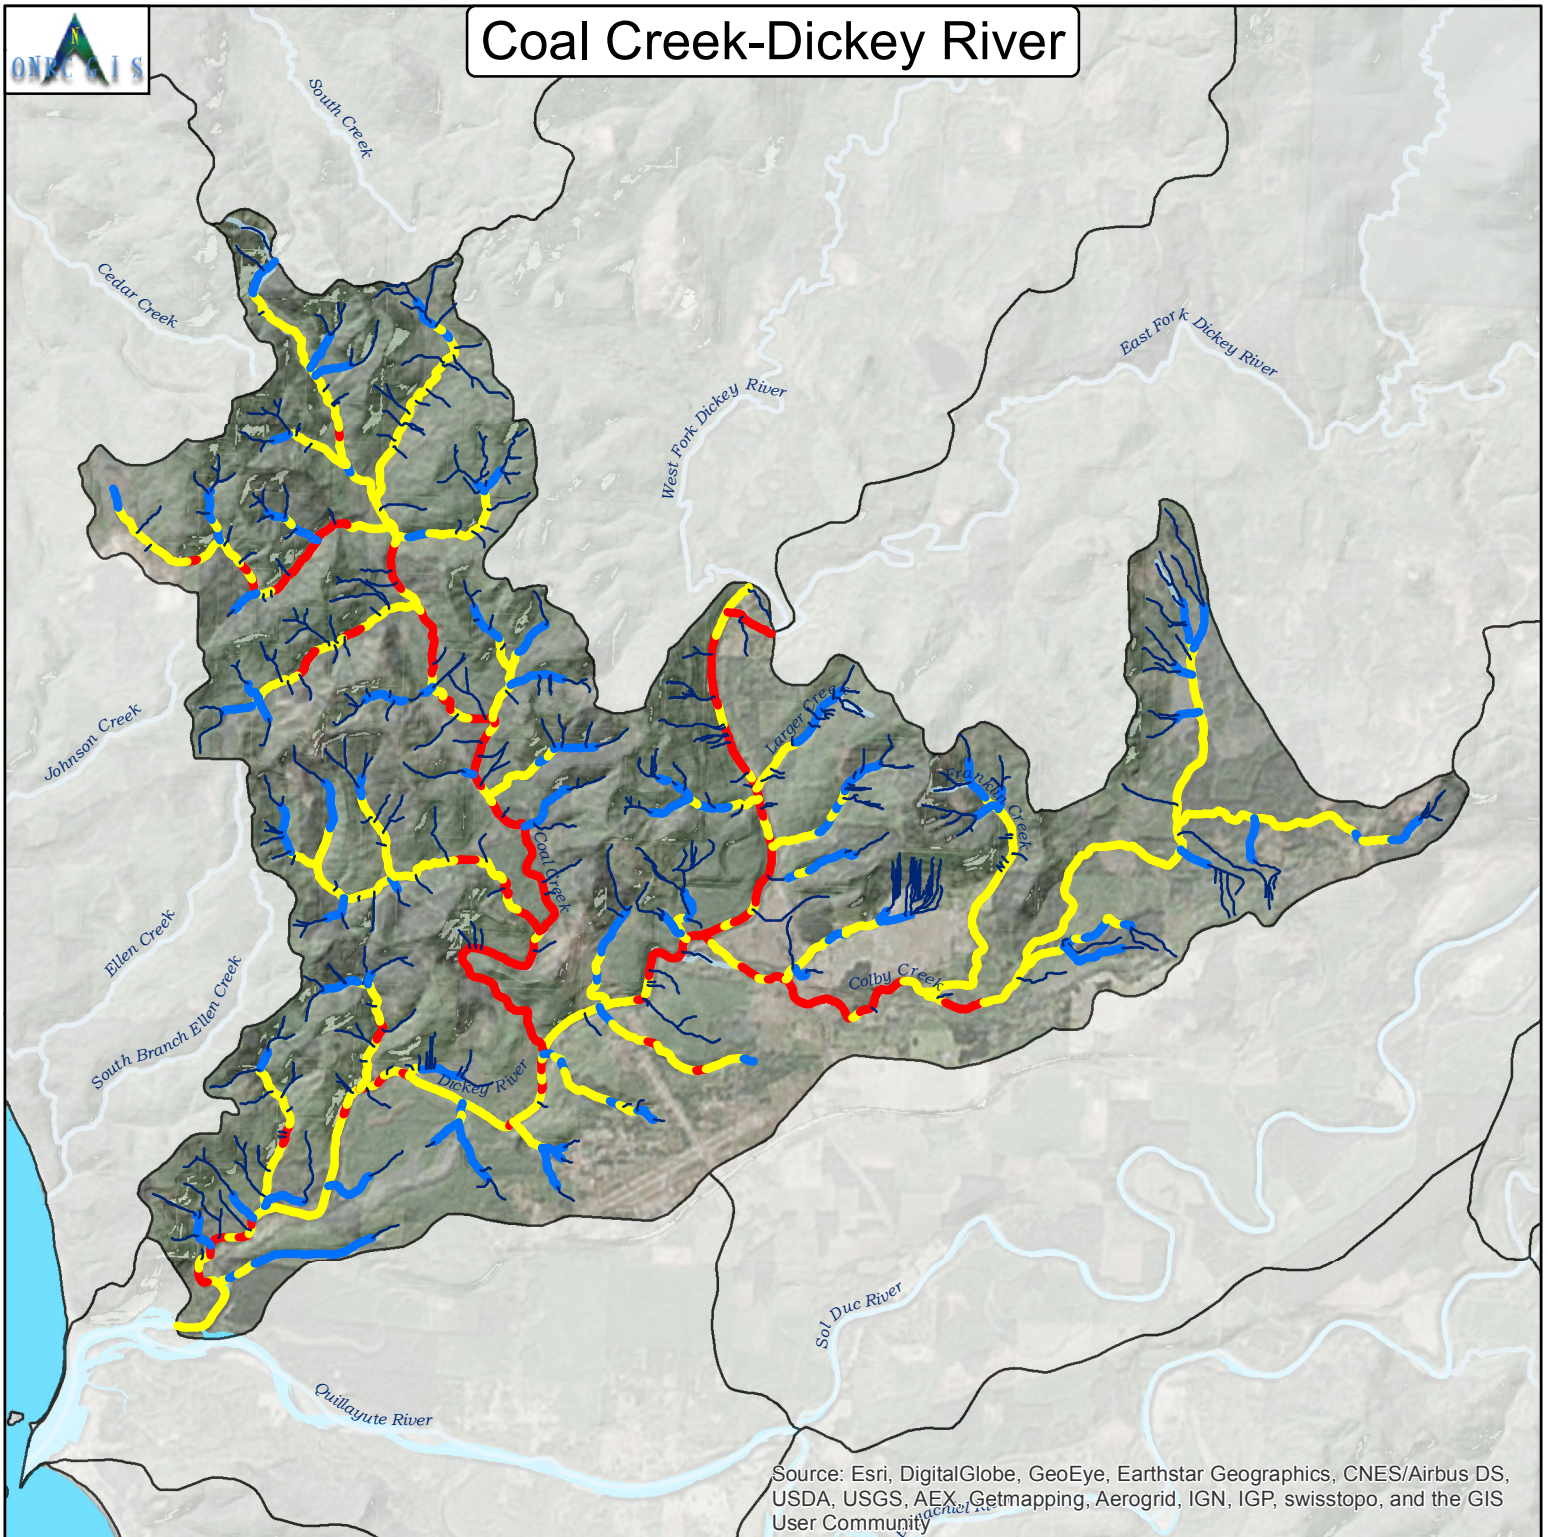 Coal Creek-Dickey River
N
ONRC GIS
South Creek
Cedar Creek
East Fork Dickey River
West Fork Dickey River
Larger Creek
Franklin Creek
Johnson Creek
Coal Creek
Ellen Creek
South Branch Ellen Creek
Colby Creek
Dickey River
Sol Duc River
Quillayute River
Source: Esri, DigitalGlobe, GeoEye, Earthstar Geographics, CNES/Airbus DS,
USDA, USGS, AEX, Getmapping, Aerogrid, IGN, IGP, swisstopo, and the GIS
User Community